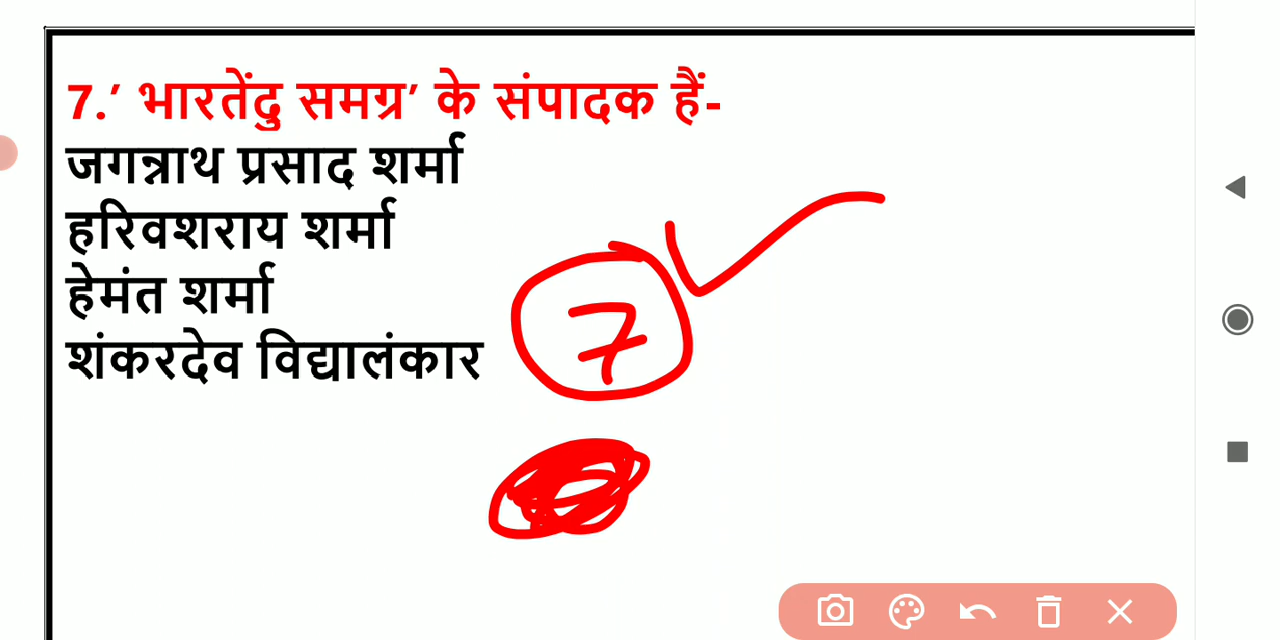 7.’ भारतेंदु समग्र’ के संपादक हैं-
जगन्नाथ प्रसाद शर्मा
हरिवशराय शर्मा
हेमंत शर्मा
शंकरदेव विद्यालंकार
7